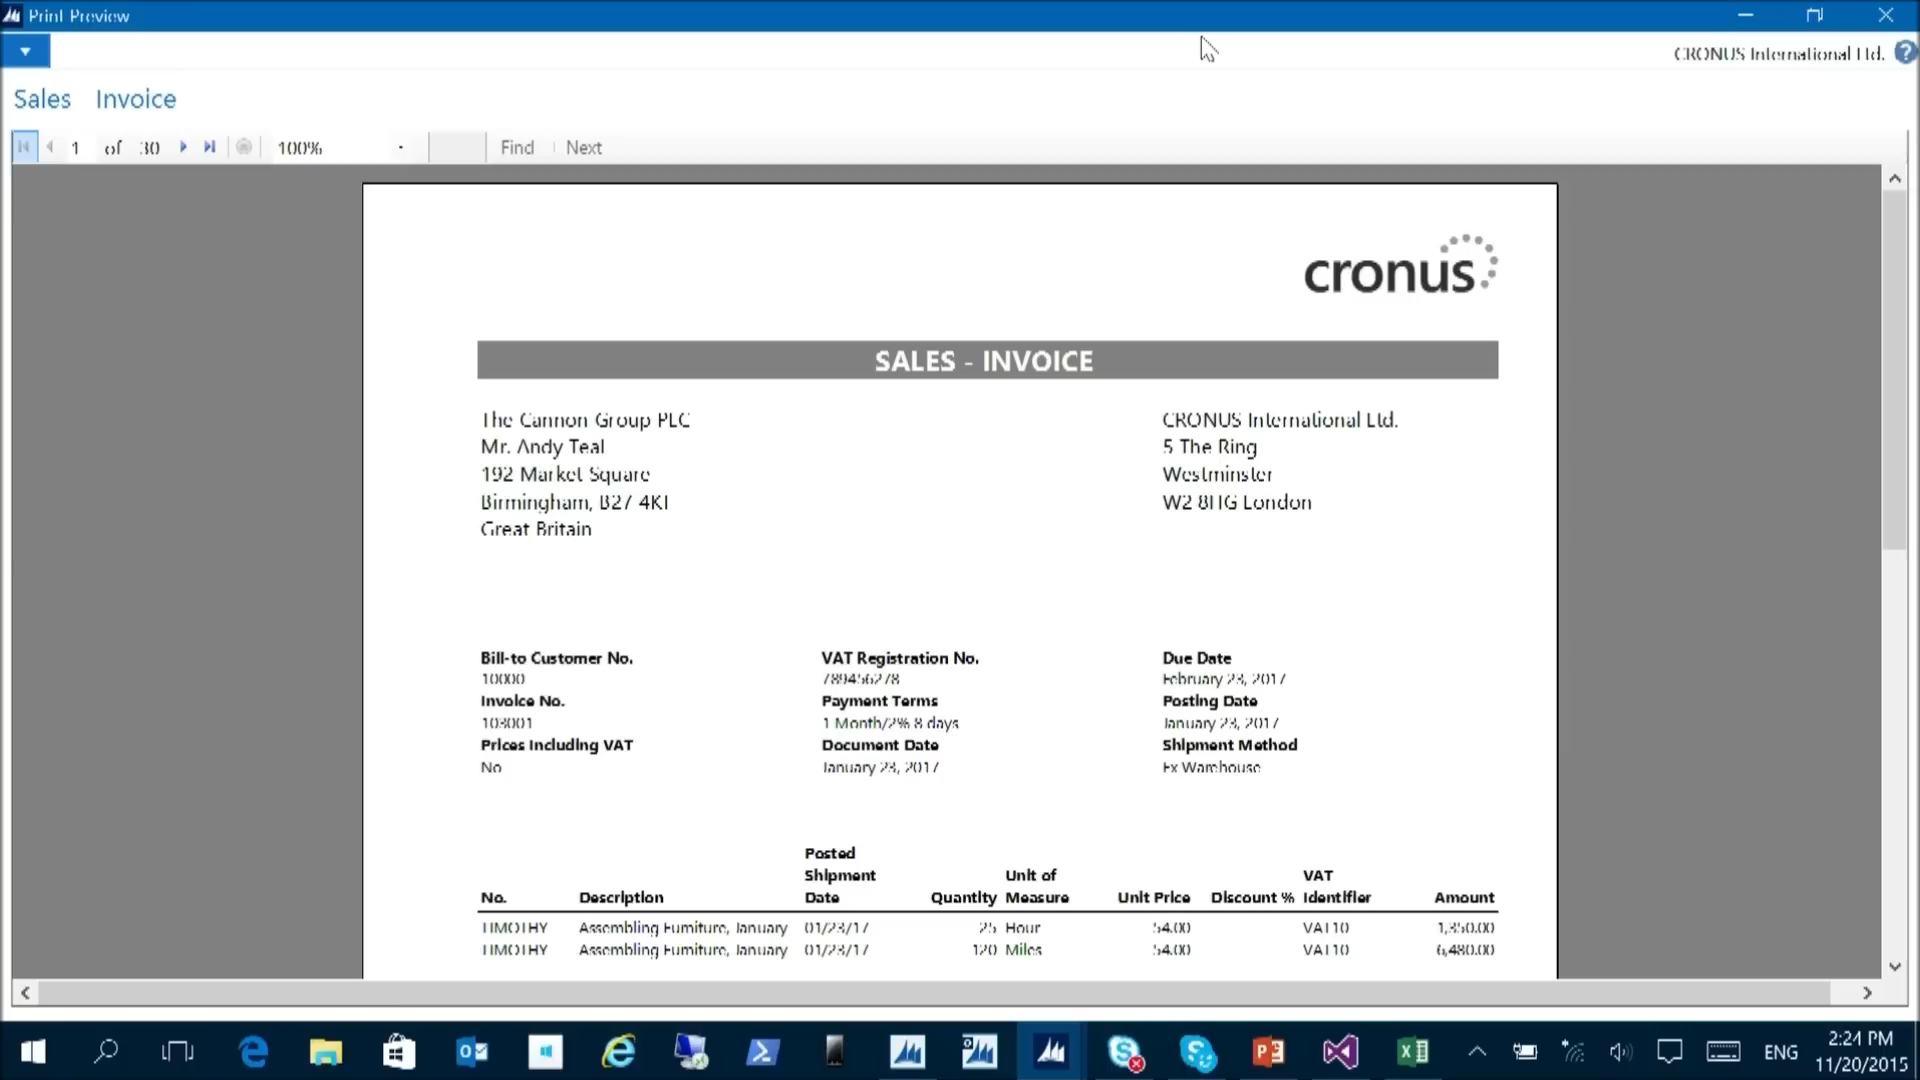 Print Preview
CRONUS International Ltd.
Sales Invoice
1 of 30 100% Find Next
cronus
SALES - INVOICE
The Cannon Group PLC
Mr. Andy Teal
192 Market Square
Birmingham, B27 4KT
Great Britain
CRONUS International Ltd.
5 The Ring
Westminster
W2 8HG London
Bill-to Customer No. VAT Registration No. Due Date
10000 789456278 February 23, 2017
Invoice No. Payment Terms Posting Date
103001 1 Month/2% 8 days January 23, 2017
Prices Including VAT Document Date Shipment Method
No January 23, 2017 Ex Warehouse
Posted
Shipment Unit of VAT
No. Description Date Quantity Measure Unit Price Discount % Identifier Amount
TIMOTHY Assembling Furniture, January 01/23/17 25 Hour 54.00 VAT10 1,350.00
TIMOTHY Assembling Furniture, January 01/23/17 120 Miles 54.00 VAT10 6,480.00
ENG
2:24 PM
11/20/2015